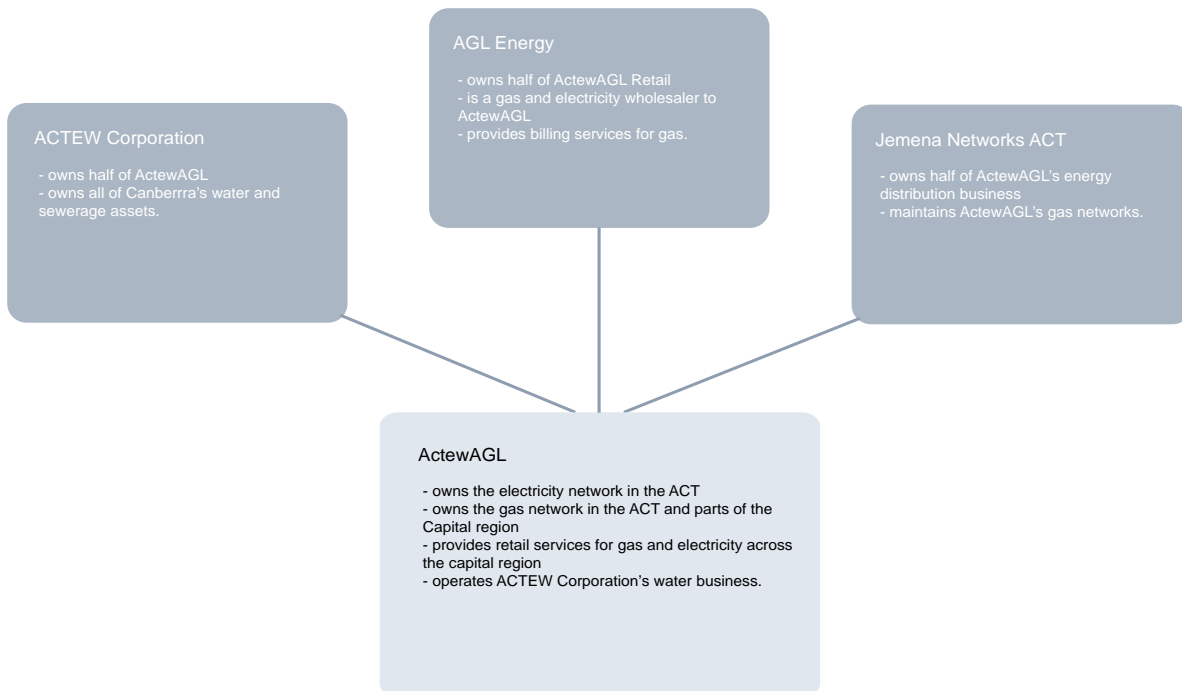 AGL Energy
- owns half of ActewAGL Retail
- is a gas and electricity wholesaler to
ActewAGL
- provides billing services for gas.
ACTEW Corporation
- owns half of ActewAGL
- owns all of Canberrra’s water and
sewerage assets.
Jemena Networks ACT
- owns half of ActewAGL’s energy
distribution business
- maintains ActewAGL’s gas networks.
ActewAGL
- owns the electricity network in the ACT
- owns the gas network in the ACT and parts of the
Capital region
- provides retail services for gas and electricity across
the capital region
- operates ACTEW Corporation’s water business.